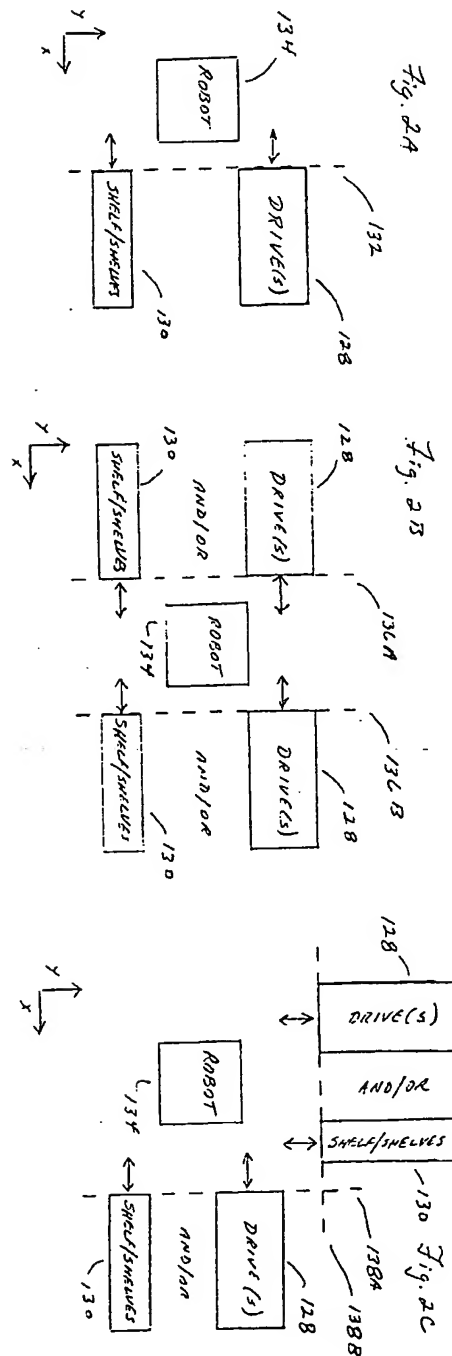 Fig. 2A
132
134
ROBOT
DRIVE(S)
128
SHELF/SHELVES
130
Y
X
Fig. 2B
128
DRIVE(S)
136A
136B
AND/OR
130
SHELF/SHELVES
ROBOT
134
DRIVE(S)
128
AND/OR
SHELF/SHELVES
130
Y
X
Fig. 2C
128
DRIVE(S)
AND/OR
SHELF/SHELVES
130
138A
138B
ROBOT
134
DRIVE(S)
128
AND/OR
SHELF/SHELVES
130
Y
X